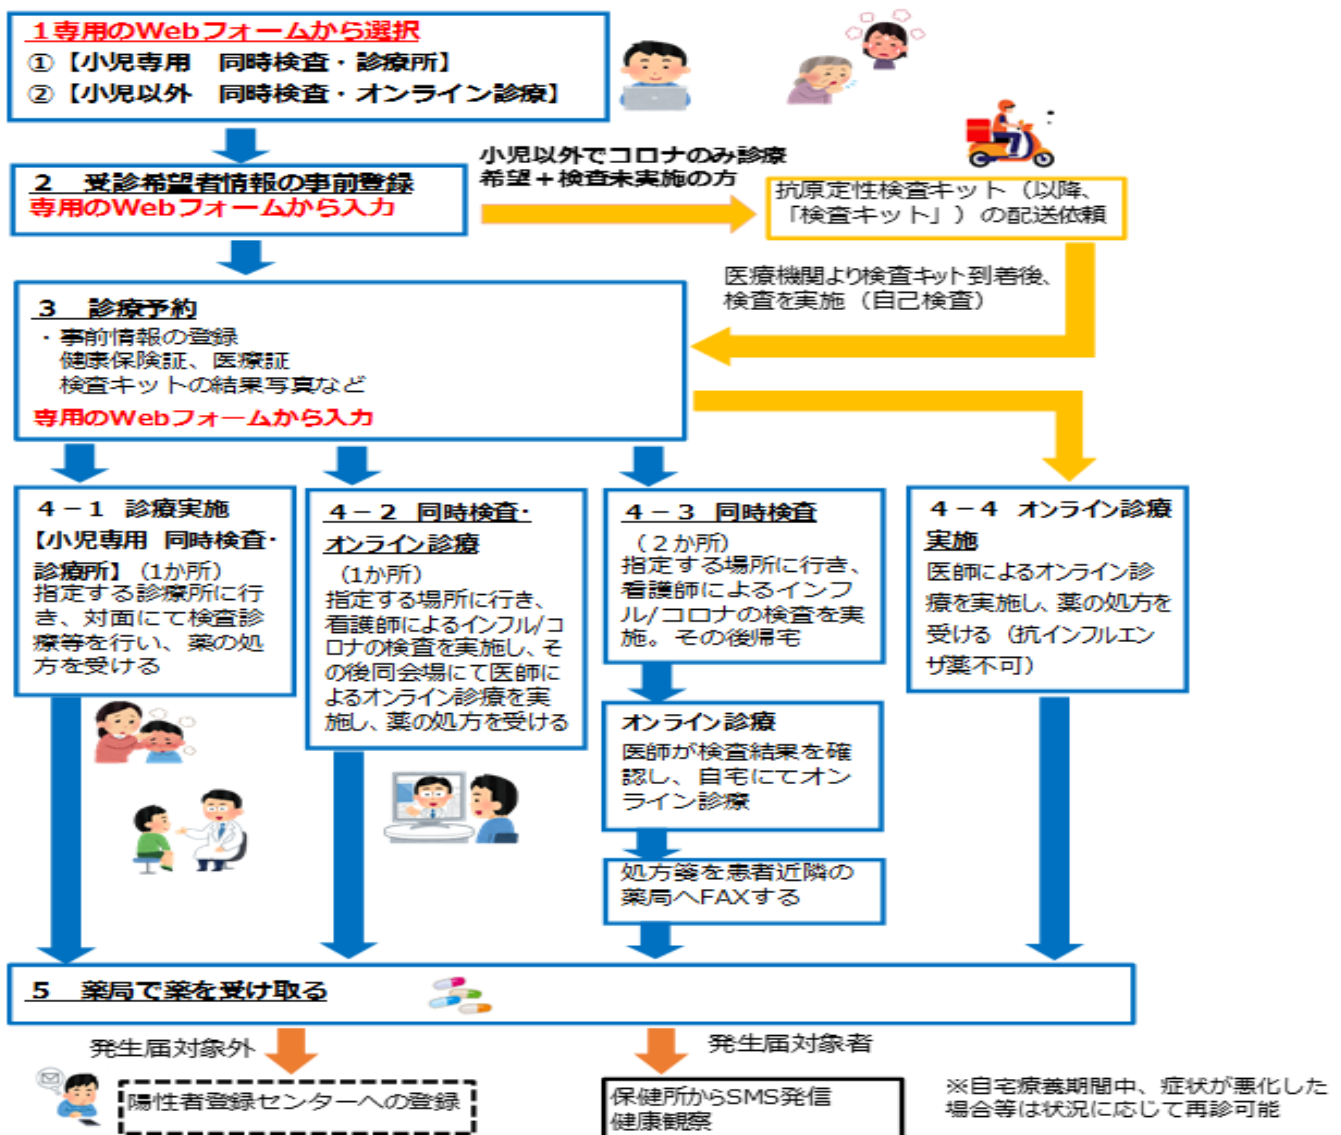 １専用のWebフォームから選択
①【小児専用　同時検査・診療所】
②【小児以外　同時検査・オンライン診療】
２　受診希望者情報の事前登録
専用のWebフォームから入力
小児以外でコロナのみ診療
希望＋検査未実施の方
抗原定性検査キット（以降、
「検査キット」）の配送依頼
医療機関より検査キット到着後、
検査を実施（自己検査）
３　診療予約
・事前情報の登録
健康保険証、医療証
検査キットの結果写真など
専用のWebフォームから入力
４－１ 診療実施
【小児専用 同時検査・
診療所】（1か所）
指定する診療所に行
き、対面にて検査診
療等を行い、薬の処
方を受ける
４－２ 同時検査・
オンライン診療
（1か所）
指定する場所に行き、
看護師によるインフル/コ
ロナの検査を実施し、そ
の後同会場にて医師に
よるオンライン診療を実
施し、薬の処方を受ける
４－３ 同時検査
（２か所）
指定する場所に行き、
看護師によるインフ
ル/コロナの検査を実
施。その後帰宅
オンライン診療
医師が検査結果を確
認し、自宅にてオン
ライン診療
処方箋を患者近隣の
薬局へFAXする
４－４ オンライン診療
実施
医師によるオンライン診
療を実施し、薬の処方を
受ける（抗インフルエン
ザ薬不可）
５　薬局で薬を受け取る
発生届対象外
陽性者登録センターへの登録
発生届対象者
保健所からSMS発信
健康観察
※自宅療養期間中、症状が悪化した
場合等は状況に応じて再診可能